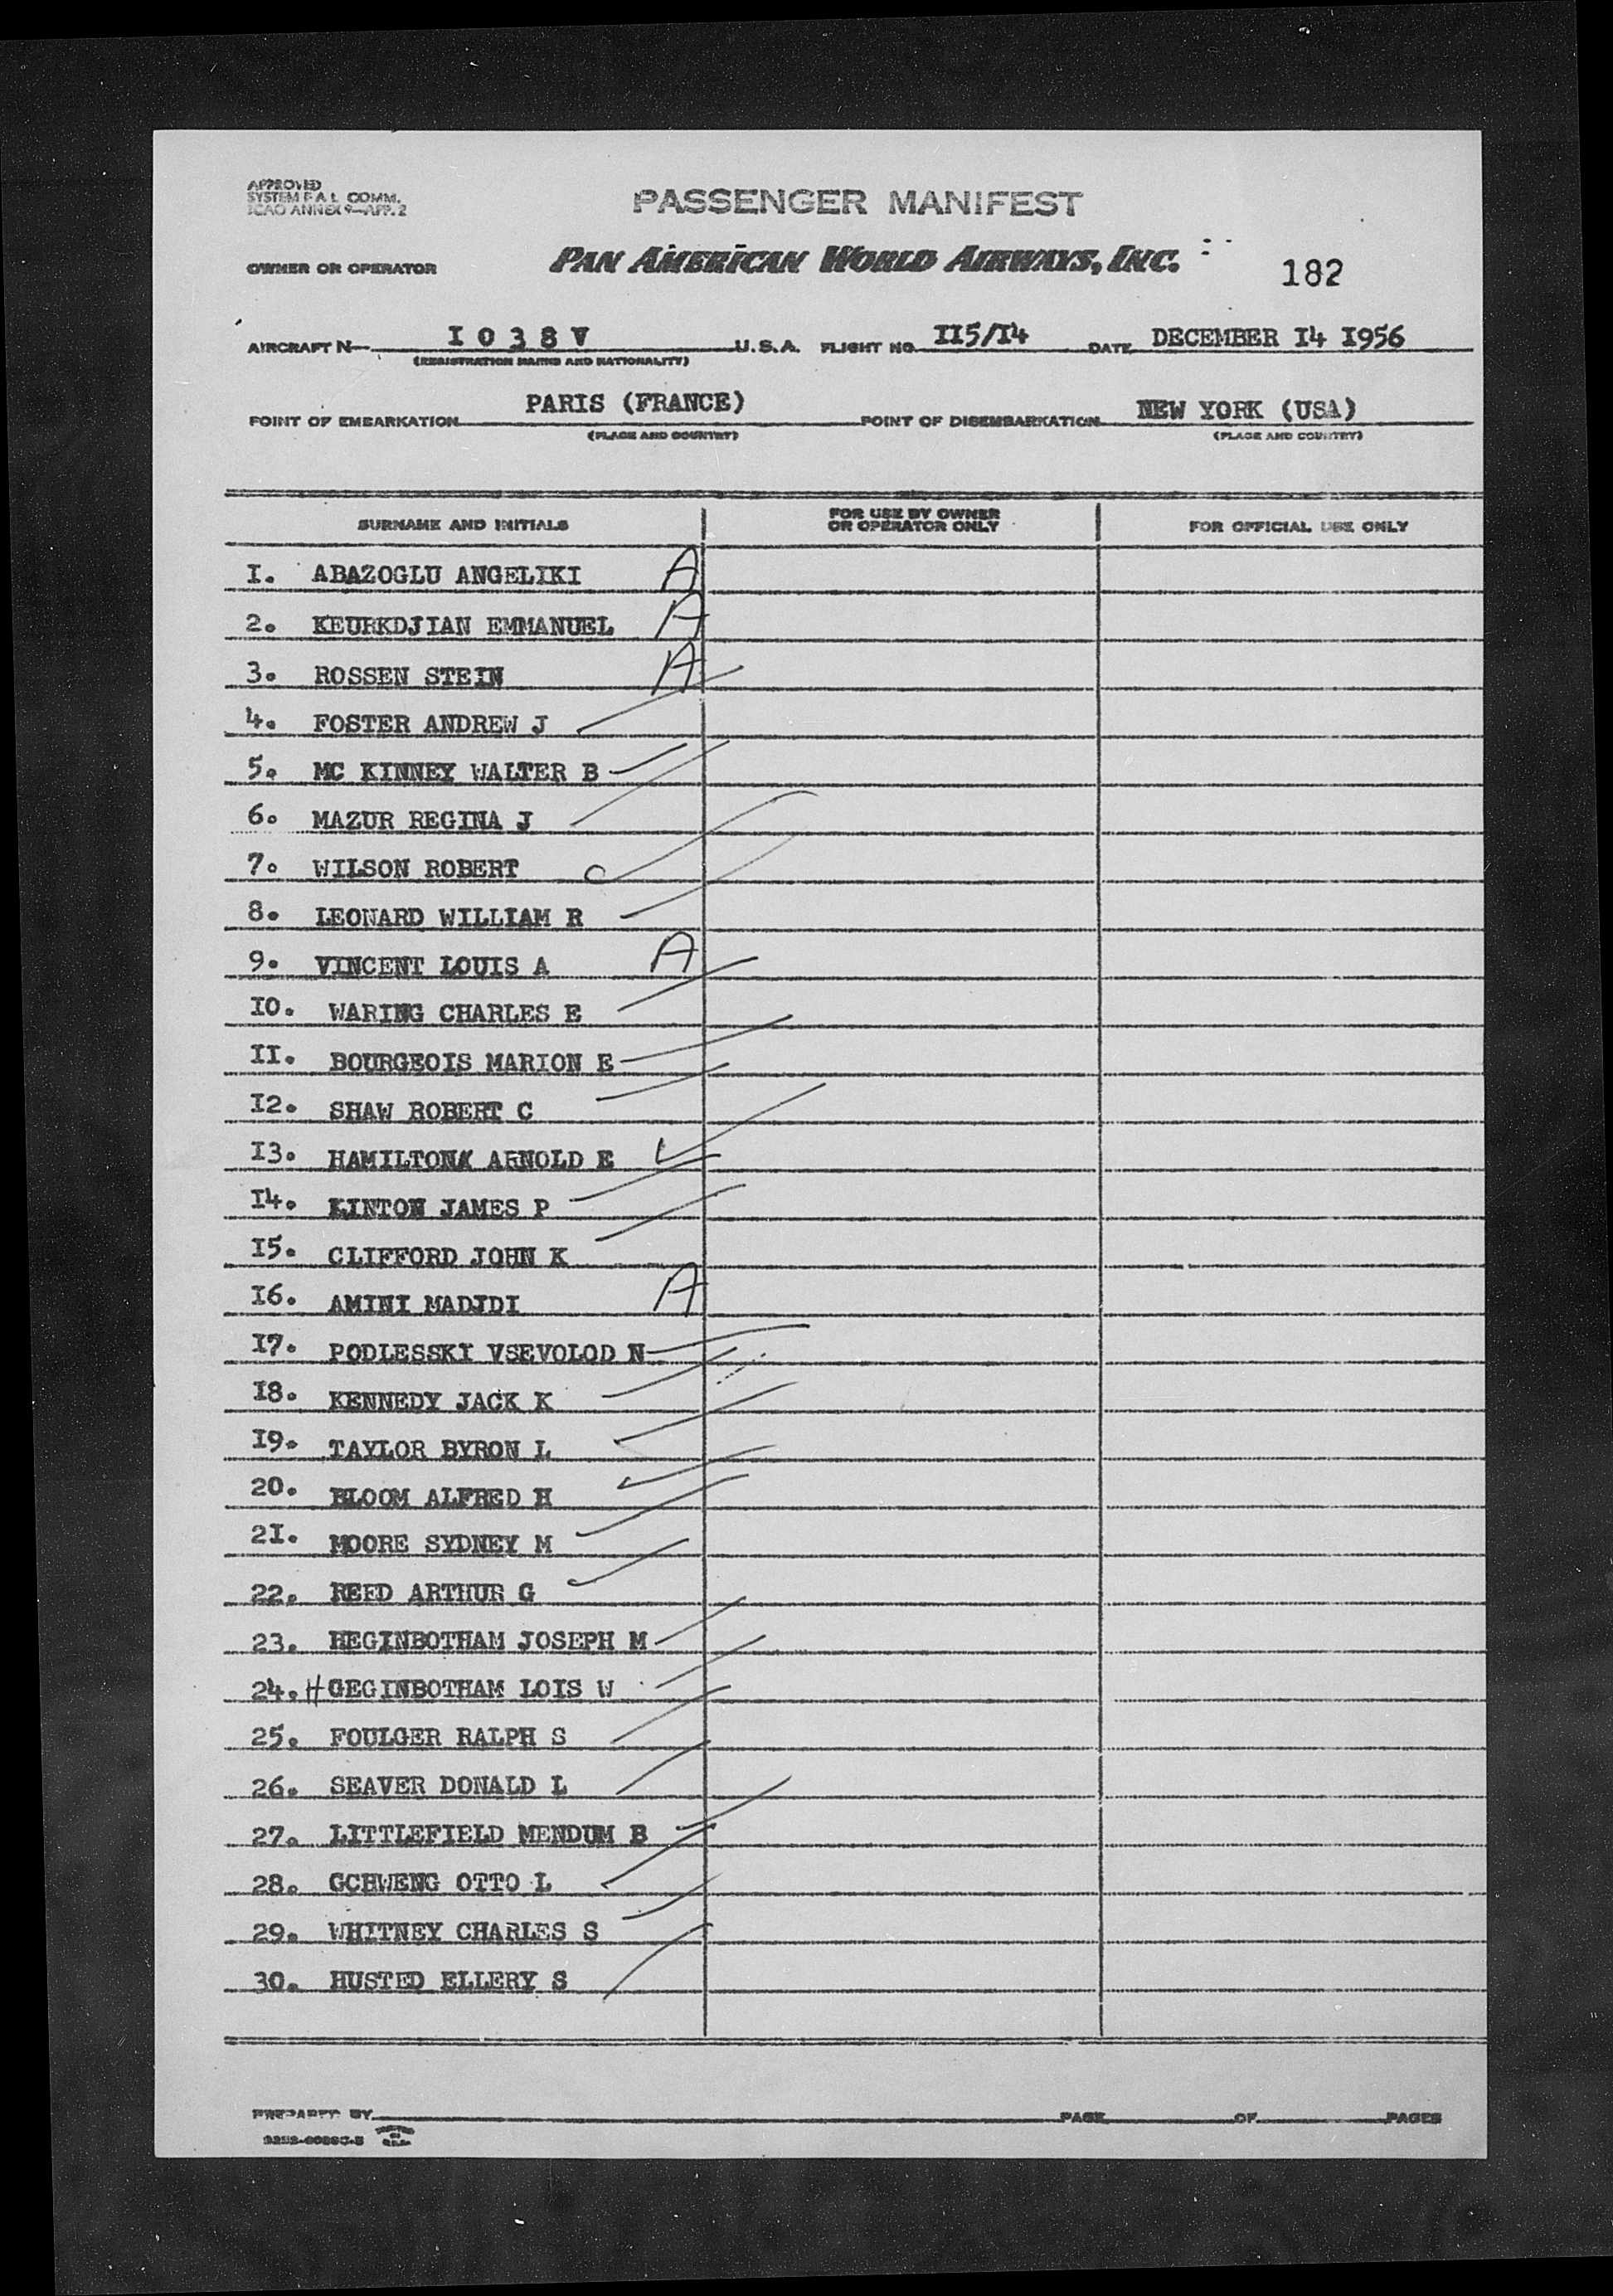 APPROVED
SYSTEM F A L COMM.
ICAO ANNEX 9—APP. 2
PASSENGER MANIFEST
OWNER OR OPERATOR PAN AMERICAN WORLD AIRWAYS, INC. 182
AIRCRAFT N— I 0 3 8 V U.S.A. FLIGHT NO. II5/I4 DATE DECEMBER I4 I956
(REGISTRATION MARKS AND NATIONALITY)
POINT OF EMBARKATION PARIS (FRANCE) POINT OF DISEMBARKATION NEW YORK (USA)
(PLACE AND COUNTRY) (PLACE AND COUNTRY)
SURNAME AND INITIALS FOR USE BY OWNER OR OPERATOR ONLY FOR OFFICIAL USE ONLY
I. ABAZOGLU ANGELIKI A
2. KEURKDJIAN EMMANUEL A
3. ROSSEN STEIN A
4. FOSTER ANDREW J
5. MC KINNEY WALTER B
6. MAZUR REGINA J
7. WILSON ROBERT
8. LEONARD WILLIAM R
9. VINCENT LOUIS A A
I0. WARING CHARLES E
II. BOURGEOIS MARION E
I2. SHAW ROBERT C
I3. HAMILTON ARNOLD E
I4. KINTON JAMES P
I5. CLIFFORD JOHN K
I6. AMINI MADJDI A
I7. PODLESSKI VSEVOLOD N
I8. KENNEDY JACK K
I9. TAYLOR BYRON L
20. BLOOM ALFRED H
2I. MOORE SYDNEY M
22. REED ARTHUR G
23. HEGINBOTHAM JOSEPH M
24. H GEGINBOTHAM LOIS W
25. FOULGER RALPH S
26. SEAVER DONALD L
27. LITTLEFIELD MENDUM B
28. GCHWENG OTTO L
29. WHITNEY CHARLES S
30. HUSTED ELLERY S
PREPARED BY PAGE OF PAGES